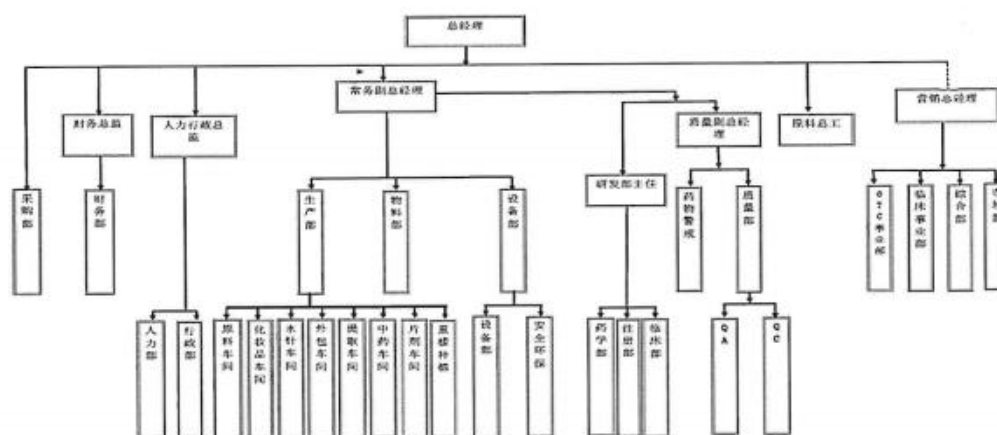 总经理
常务副总经理
营销总经理
财务总监
人力行政总监
质量副总经理
原料总工
研发部主任
采购部
财务部
生产部
物料部
设备部
药物警戒
质量部
OTC事业部
临床事业部
综合部
人力部
行政部
原料车间
化妆品车间
水针车间
外包车间
提取车间
中药车间
片剂车间
设备部
安全环保
药学部
注册部
临床部
QA
QC